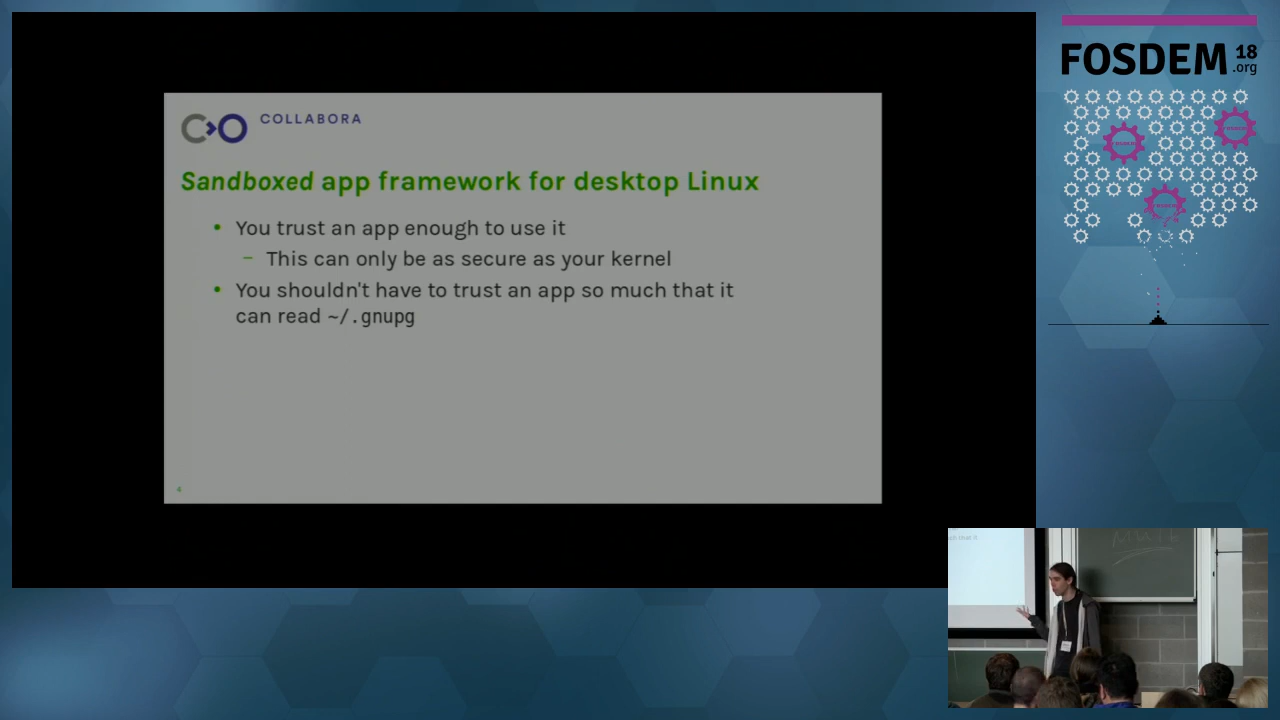 COLLABORA
Sandboxed app framework for desktop Linux
• You trust an app enough to use it
– This can only be as secure as your kernel
• You shouldn't have to trust an app so much that it
can read ~/.gnupg
4
FOSDEM 18
.org